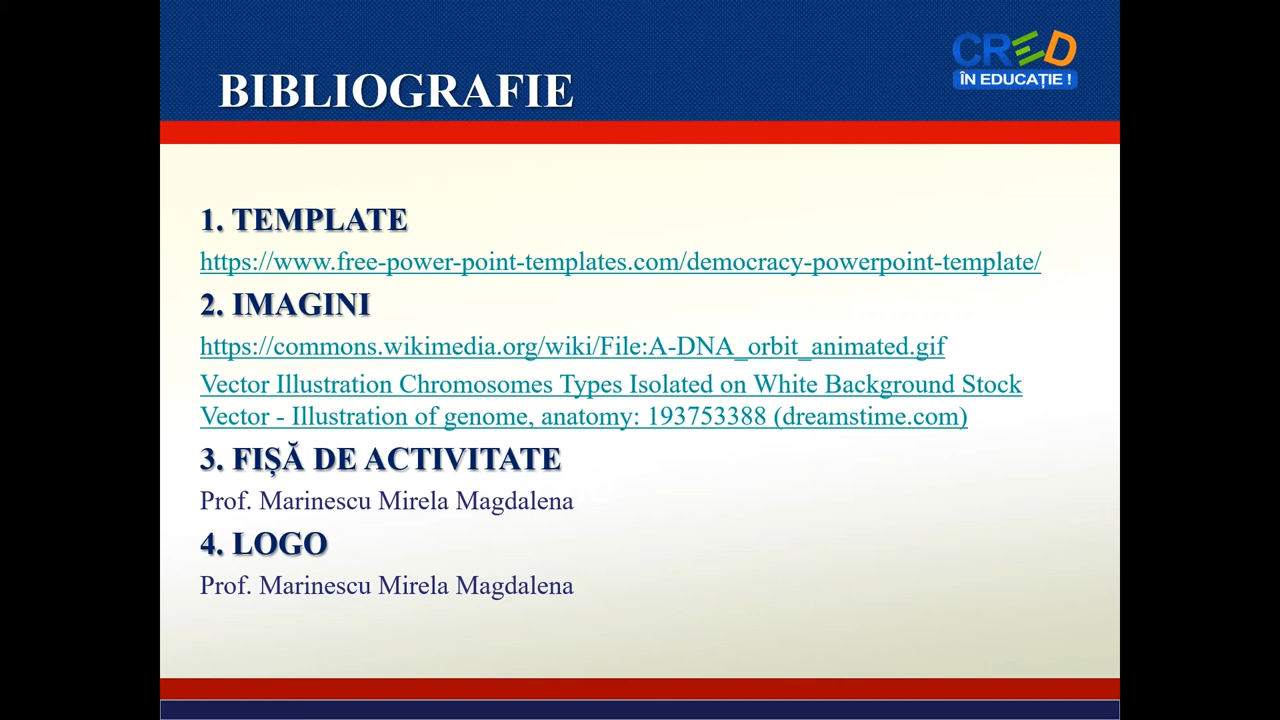 CRED
ÎN EDUCAȚIE !
BIBLIOGRAFIE
1. TEMPLATE
https://www.free-power-point-templates.com/democracy-powerpoint-template/
2. IMAGINI
https://commons.wikimedia.org/wiki/File:A-DNA_orbit_animated.gif
Vector Illustration Chromosomes Types Isolated on White Background Stock
Vector - Illustration of genome, anatomy: 193753388 (dreamstime.com)
3. FIȘĂ DE ACTIVITATE
Prof. Marinescu Mirela Magdalena
4. LOGO
Prof. Marinescu Mirela Magdalena